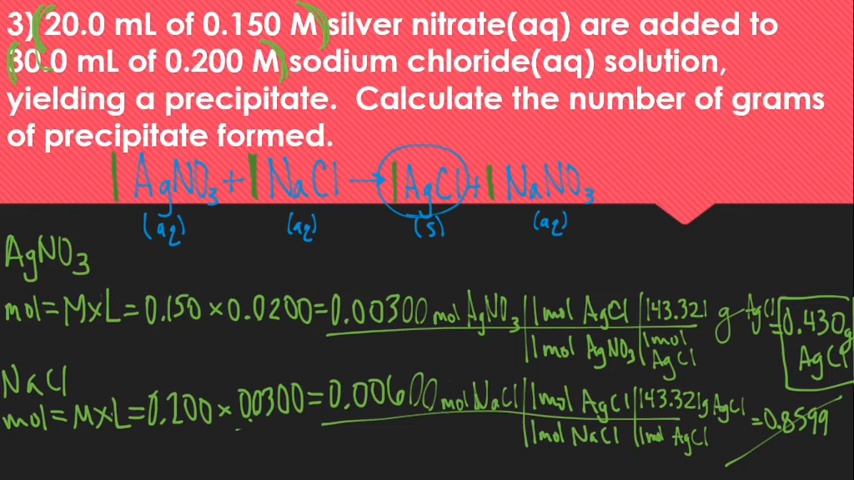 3) (20.0 mL of 0.150 M) silver nitrate(aq) are added to
(30.0 mL of 0.200 M) sodium chloride(aq) solution,
yielding a precipitate. Calculate the number of grams
of precipitate formed.
1 AgNO₃ + 1 NaCl → 1 AgCl + 1 NaNO₃
(aq) (aq) (s) (aq)
AgNO₃
mol = M×L = 0.150 × 0.0200 = 0.00300 mol AgNO₃ | 1 mol AgCl | 143.321 g AgCl = 0.430g AgCl
1 mol AgNO₃ | 1 mol AgCl
NaCl
mol = M×L = 0.200 × 0.0300 = 0.00600 mol NaCl | 1 mol AgCl | 143.321g AgCl = 0.8599
1 mol NaCl | 1 mol AgCl